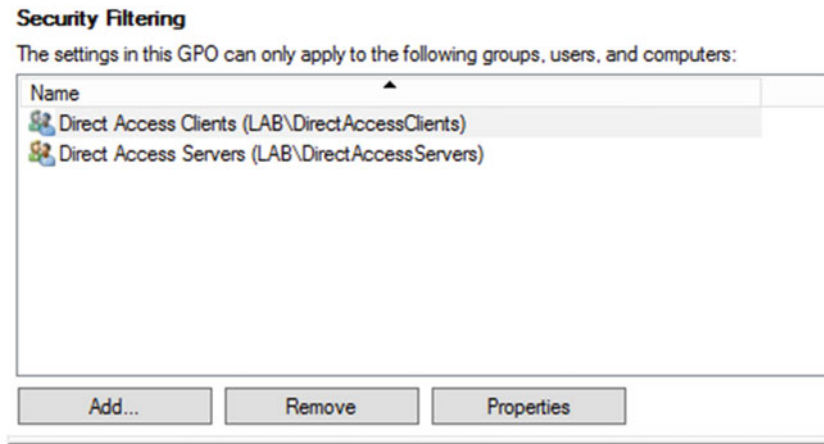 Security Filtering
The settings in this GPO can only apply to the following groups, users, and computers:
Name
Direct Access Clients (LAB\DirectAccessClients)
Direct Access Servers (LAB\DirectAccessServers)
Add... Remove Properties